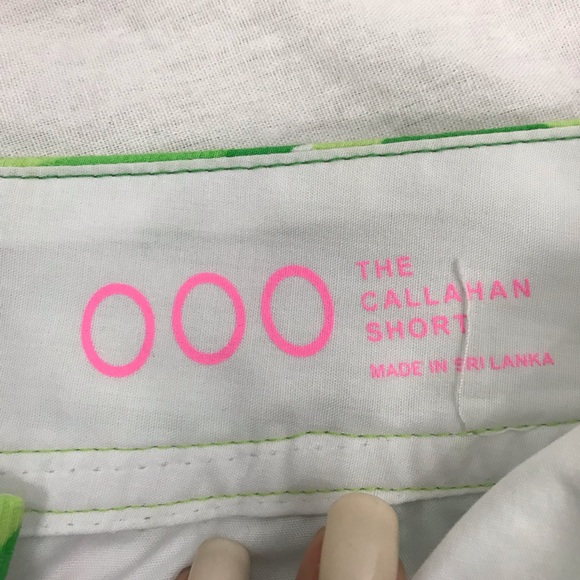 000
THE
CALLAHAN
SHORT
MADE IN SRI LANKA